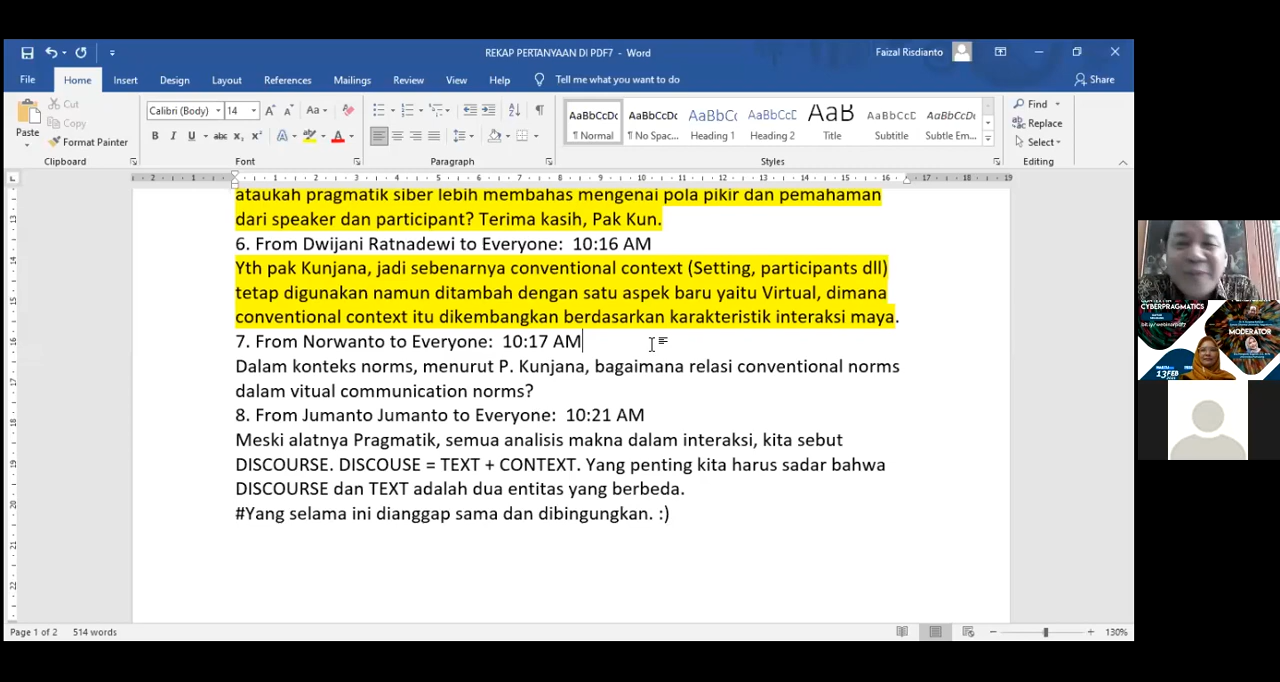 REKAP PERTANYAAN DI PDF7 - Word
Faizal Risdianto
File Home Insert Design Layout References Mailings Review View Help Tell me what you want to do Share
Paste
Cut
Copy
Format Painter
Clipboard
Calibri (Body) 14
Font
Paragraph
AaBbCcDc AaBbCcDc AaBbCc AaBbCcD AaB AaBbCcD AaBbCcDc
¶ Normal ¶ No Spac... Heading 1 Heading 2 Title Subtitle Subtle Em...
Styles
Find
Replace
Select
Editing
ataukah pragmatik siber lebih membahas mengenai pola pikir dan pemahaman
dari speaker dan participant? Terima kasih, Pak Kun.
6. From Dwijani Ratnadewi to Everyone:  10:16 AM
Yth pak Kunjana, jadi sebenarnya conventional context (Setting, participants dll)
tetap digunakan namun ditambah dengan satu aspek baru yaitu Virtual, dimana
conventional context itu dikembangkan berdasarkan karakteristik interaksi maya.
7. From Norwanto to Everyone:  10:17 AM
Dalam konteks norms, menurut P. Kunjana, bagaimana relasi conventional norms
dalam vitual communication norms?
8. From Jumanto Jumanto to Everyone:  10:21 AM
Meski alatnya Pragmatik, semua analisis makna dalam interaksi, kita sebut
DISCOURSE. DISCOUSE = TEXT + CONTEXT. Yang penting kita harus sadar bahwa
DISCOURSE dan TEXT adalah dua entitas yang berbeda.
#Yang selama ini dianggap sama dan dibingungkan. :)
Page 1 of 2 514 words
130%
CYBERPRAGMATICS
MODERATOR
13 FEB